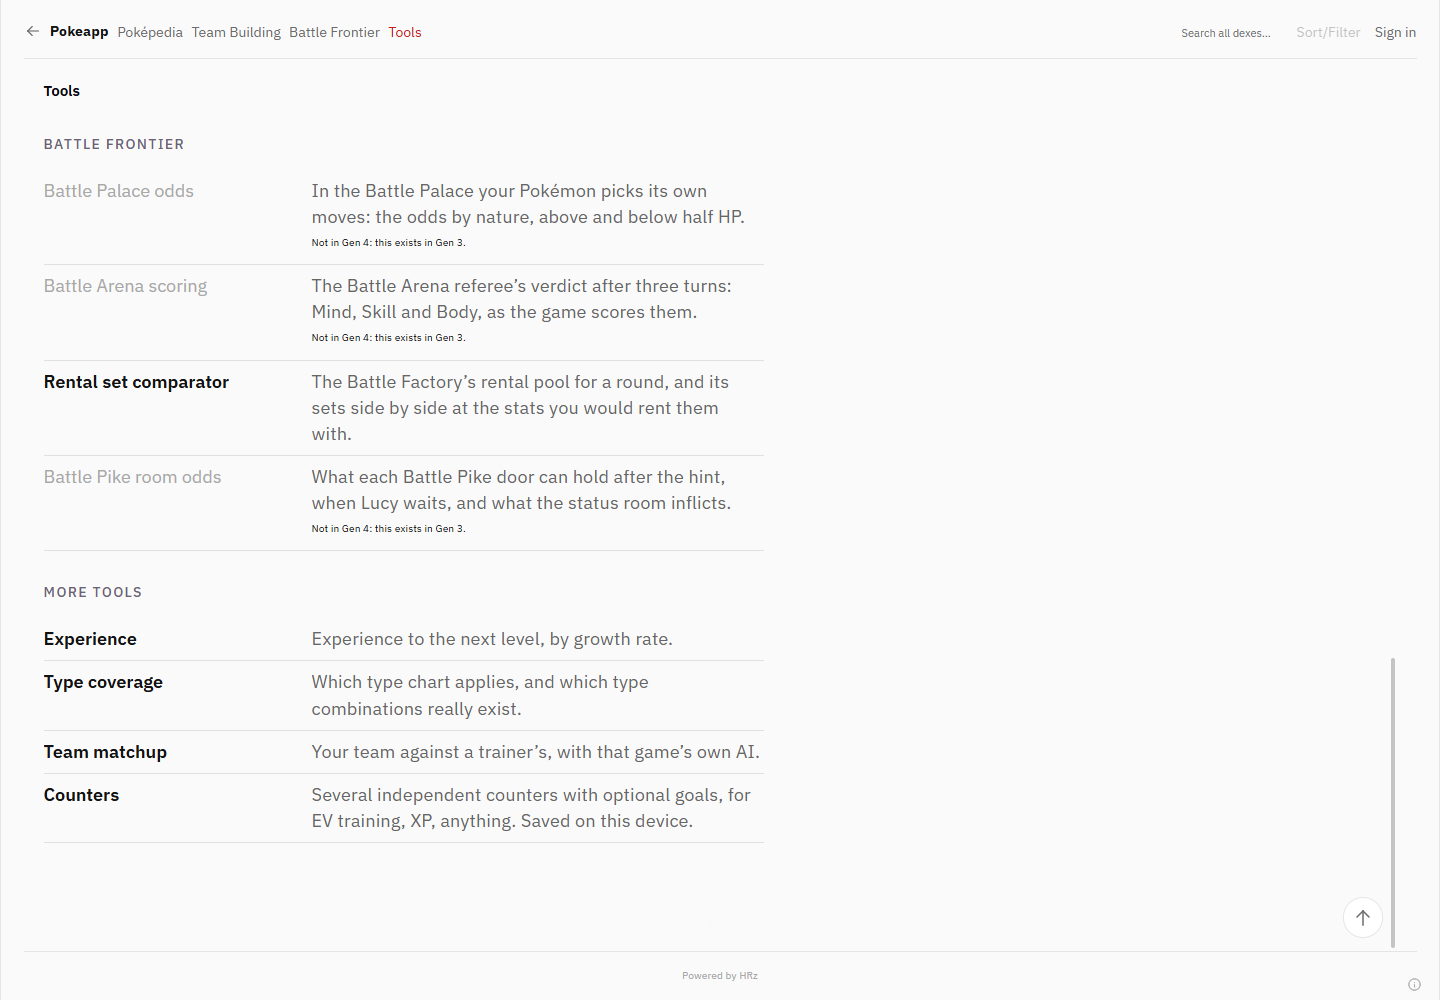 Pokeapp Poképedia Team Building Battle Frontier Tools Search all dexes... Sort/Filter Sign in
Tools
BATTLE FRONTIER
Battle Palace odds
In the Battle Palace your Pokémon picks its own
moves: the odds by nature, above and below half HP.
Not in Gen 4: this exists in Gen 3.
Battle Arena scoring
The Battle Arena referee’s verdict after three turns:
Mind, Skill and Body, as the game scores them.
Not in Gen 4: this exists in Gen 3.
Rental set comparator
The Battle Factory’s rental pool for a round, and its
sets side by side at the stats you would rent them
with.
Battle Pike room odds
What each Battle Pike door can hold after the hint,
when Lucy waits, and what the status room inflicts.
Not in Gen 4: this exists in Gen 3.
MORE TOOLS
Experience
Experience to the next level, by growth rate.
Type coverage
Which type chart applies, and which type
combinations really exist.
Team matchup
Your team against a trainer’s, with that game’s own AI.
Counters
Several independent counters with optional goals, for
EV training, XP, anything. Saved on this device.
Powered by HRz